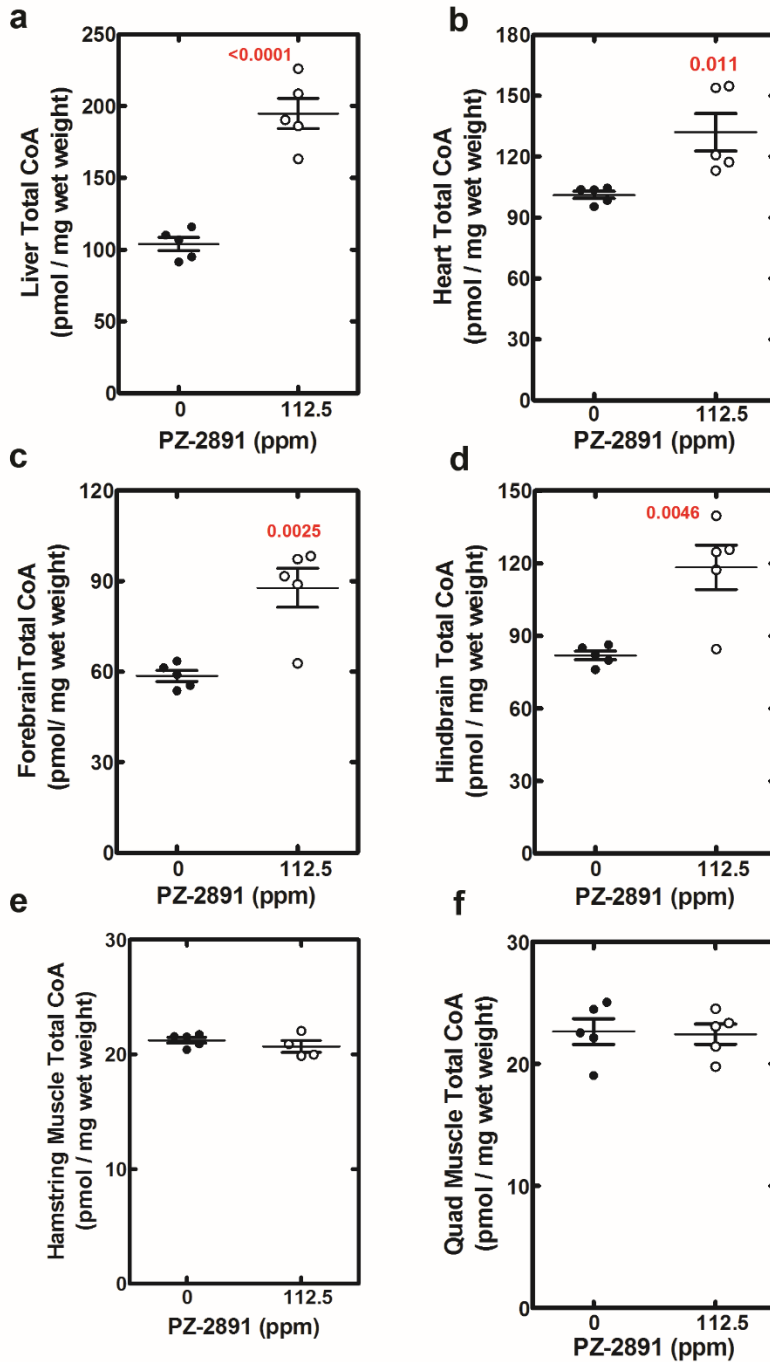 a
Liver Total CoA
(pmol / mg wet weight)
250
200
150
100
50
0
<0.0001
0
112.5
PZ-2891 (ppm)
b
Heart Total CoA
(pmol / mg wet weight)
180
150
120
90
60
30
0
0.011
0
112.5
PZ-2891 (ppm)
c
ForebrainTotal CoA
(pmol/ mg wet weight)
120
90
60
30
0
0.0025
0
112.5
PZ-2891 (ppm)
d
Hindbrain Total CoA
(pmol / mg wet weight)
150
120
90
60
30
0
0.0046
0
112.5
PZ-2891 (ppm)
e
Hamstring Muscle Total CoA
(pmol / mg wet weight)
30
20
10
0
0
112.5
PZ-2891 (ppm)
f
Quad Muscle Total CoA
(pmol / mg wet weight)
30
20
10
0
0
112.5
PZ-2891 (ppm)